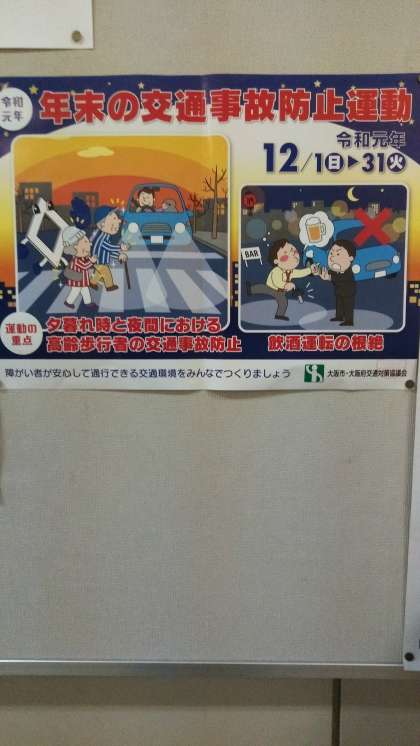 令和
元年
年末の交通事故防止運動
令和元年
12/1日▶31火
BAR
運動の
重点
夕暮れ時と夜間における
高齢歩行者の交通事故防止
飲酒運転の根絶
障がい者が安心して通行できる交通環境をみんなでつくりましょう
大阪市・大阪府交通対策協議会